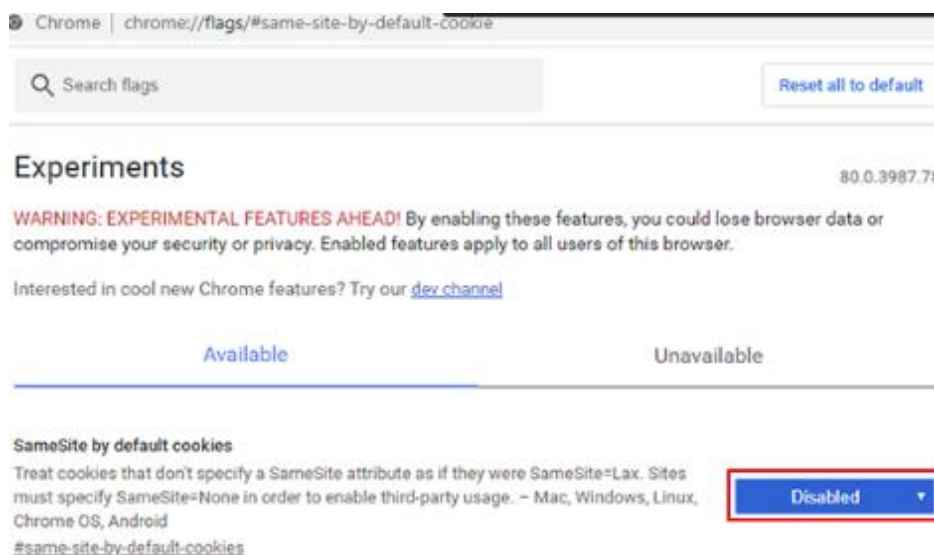 Chrome | chrome://flags/#same-site-by-default-cookie
Search flags
Reset all to default
Experiments
80.0.3987.78
WARNING: EXPERIMENTAL FEATURES AHEAD! By enabling these features, you could lose browser data or
compromise your security or privacy. Enabled features apply to all users of this browser.
Interested in cool new Chrome features? Try our dev channel
Available
Unavailable
SameSite by default cookies
Treat cookies that don't specify a SameSite attribute as if they were SameSite=Lax. Sites
must specify SameSite=None in order to enable third-party usage. – Mac, Windows, Linux,
Chrome OS, Android
Disabled
#same-site-by-default-cookies